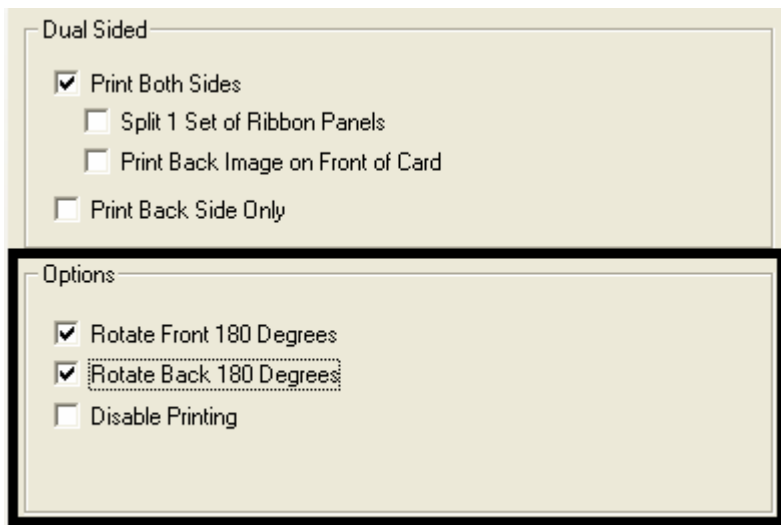 Dual Sided
Print Both Sides
Split 1 Set of Ribbon Panels
Print Back Image on Front of Card
Print Back Side Only
Options
Rotate Front 180 Degrees
Rotate Back 180 Degrees
Disable Printing